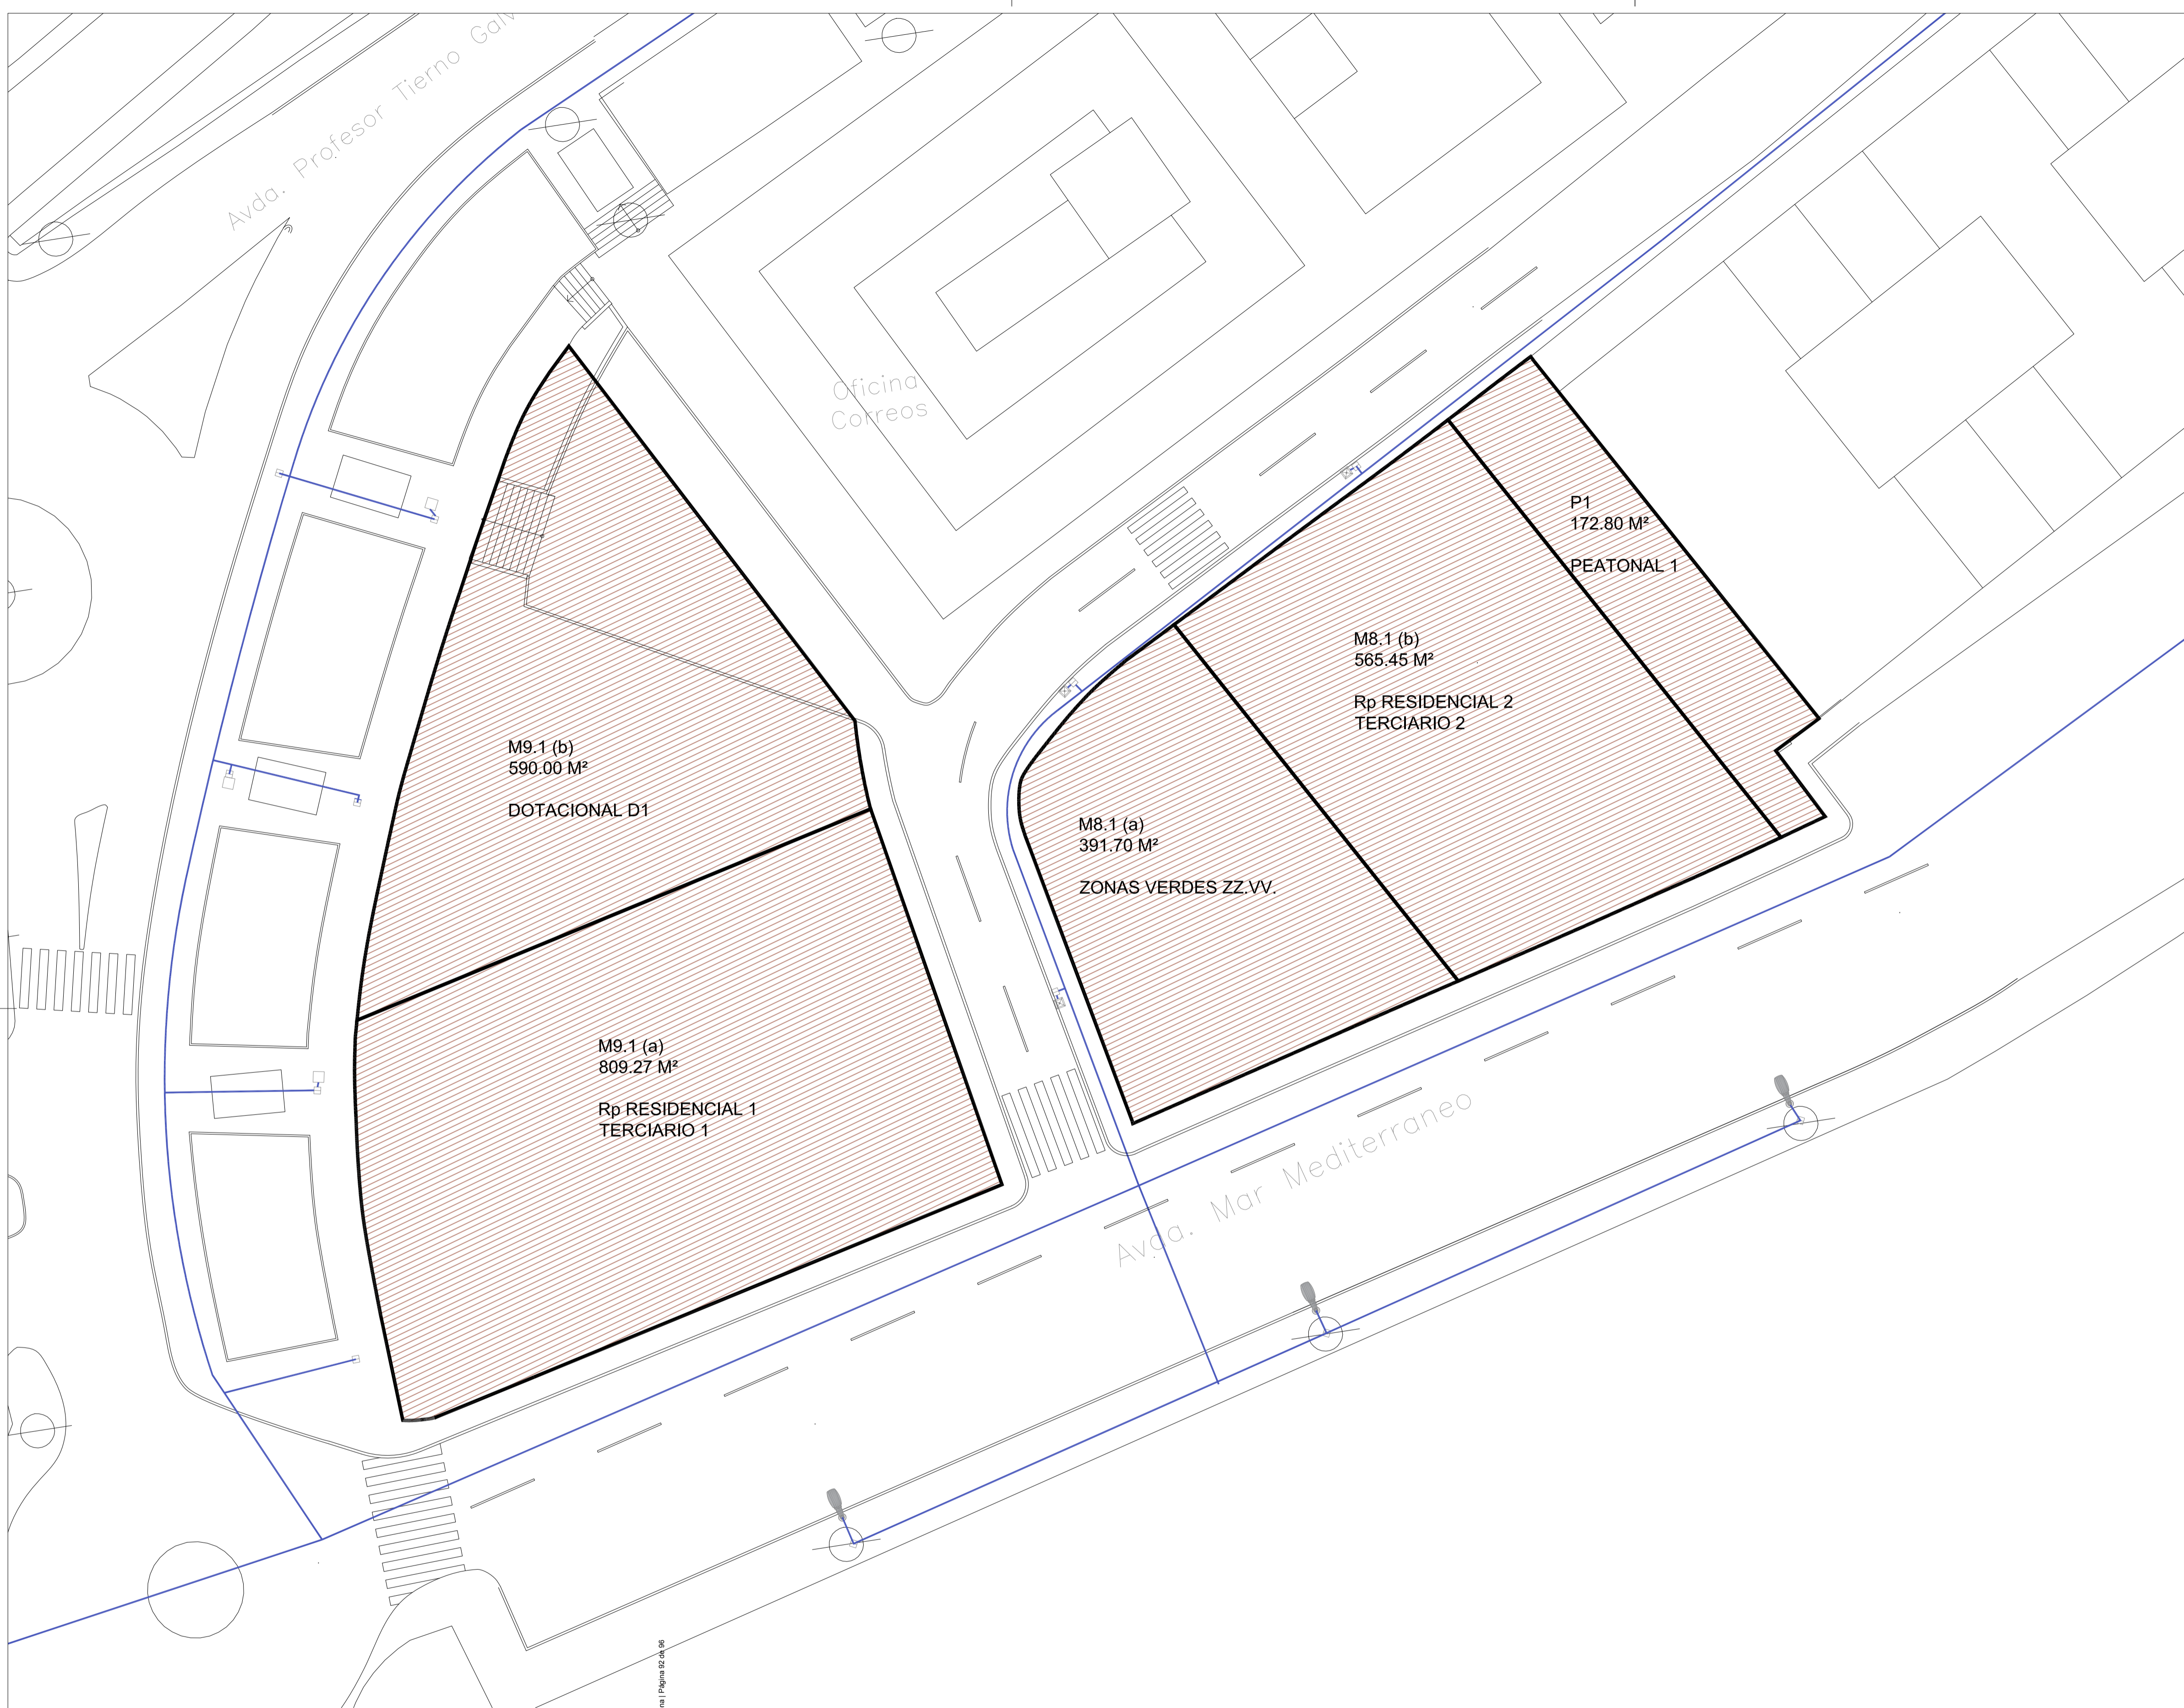 Avda. Profesor Tierno
Oficina
Correos
P1
172.80 M²
PEATONAL 1
M8.1 (b)
565.45 M²
Rp RESIDENCIAL 2
TERCIARIO 2
M9.1 (b)
590.00 M²
DOTACIONAL D1
M8.1 (a)
391.70 M²
ZONAS VERDES ZZ.VV.
M9.1 (a)
809.27 M²
Rp RESIDENCIAL 1
TERCIARIO 1
Avda. Mar Mediterraneo
| Página 92 de 96